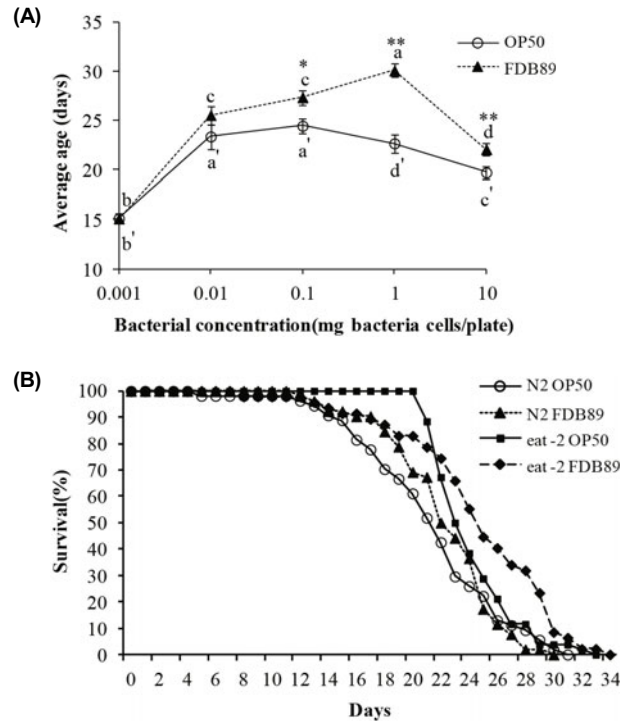 (A)
OP50
FDB89
Average age (days)
35
30
25
20
15
10
b
b'
c
a'
*
c
a'
**
a
d'
**
d
c'
0.001 0.01 0.1 1 10
Bacterial concentration(mg bacteria cells/plate)
(B)
N2 OP50
N2 FDB89
eat -2 OP50
eat -2 FDB89
Survival(%)
100
90
80
70
60
50
40
30
20
10
0
0 2 4 6 8 10 12 14 16 18 20 22 24 26 28 30 32 34
Days